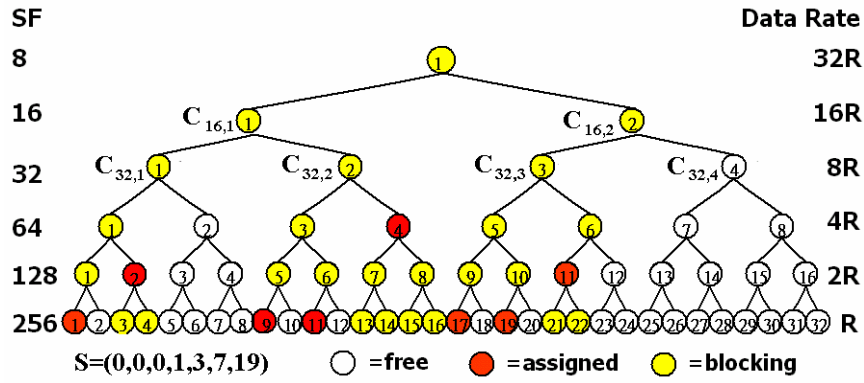 SF Data Rate
8 1 32R
16 C16,1 1 C16,2 2 16R
32 C32,1 1 C32,2 2 C32,3 3 C32,4 4 8R
64 1 2 3 4 5 6 7 8 4R
128 1 2 3 4 5 6 7 8 9 10 11 12 13 14 15 16 2R
256 1 2 3 4 5 6 7 8 9 10 11 12 13 14 15 16 17 18 19 20 21 22 23 24 25 26 27 28 29 30 31 32 R
S=(0,0,0,1,3,7,19) =free =assigned =blocking